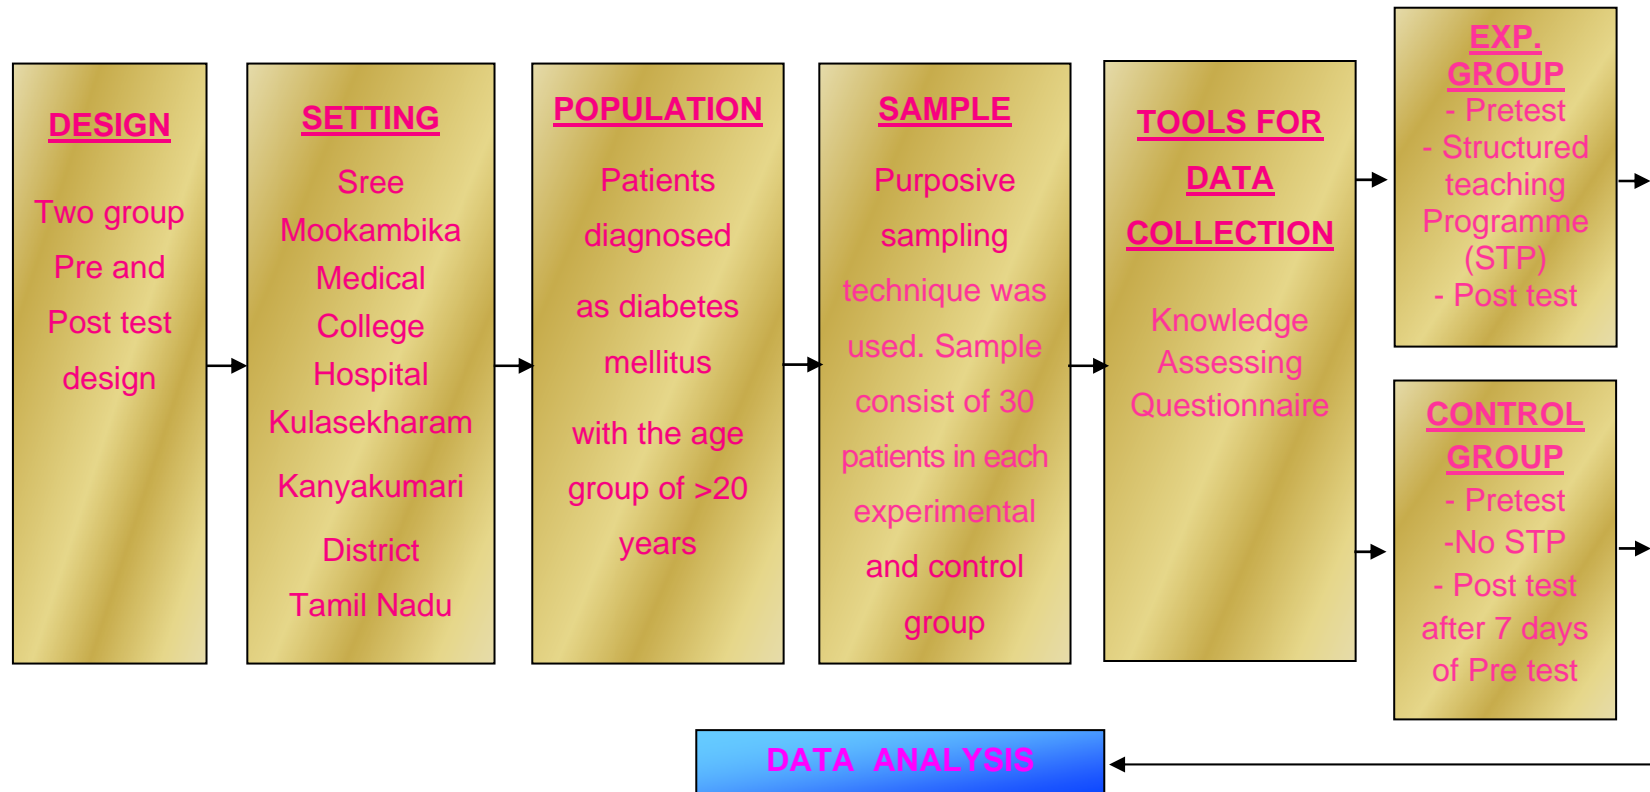 DESIGN
Two group
Pre and
Post test
design
SETTING
Sree
Mookambika
Medical
College
Hospital
Kulasekharam
Kanyakumari
District
Tamil Nadu
POPULATION
Patients
diagnosed
as diabetes
mellitus
with the age
group of >20
years
SAMPLE
Purposive
sampling
technique was
used. Sample
consist of 30
patients in each
experimental
and control
group
TOOLS FOR
DATA
COLLECTION
Knowledge
Assessing
Questionnaire
EXP.
GROUP
- Pretest
- Structured
teaching
Programme
(STP)
- Post test
CONTROL
GROUP
- Pretest
-No STP
- Post test
after 7 days
of Pre test
DATA ANALYSIS